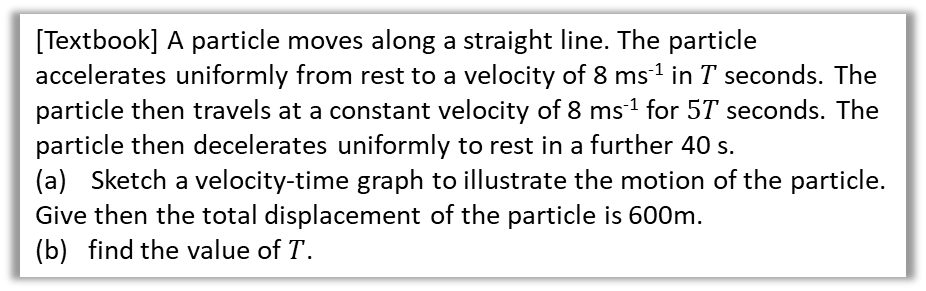 [Textbook] A particle moves along a straight line. The particle
accelerates uniformly from rest to a velocity of 8 ms⁻¹ in T seconds. The
particle then travels at a constant velocity of 8 ms⁻¹ for 5T seconds. The
particle then decelerates uniformly to rest in a further 40 s.
(a) Sketch a velocity-time graph to illustrate the motion of the particle.
Give then the total displacement of the particle is 600m.
(b) find the value of T.